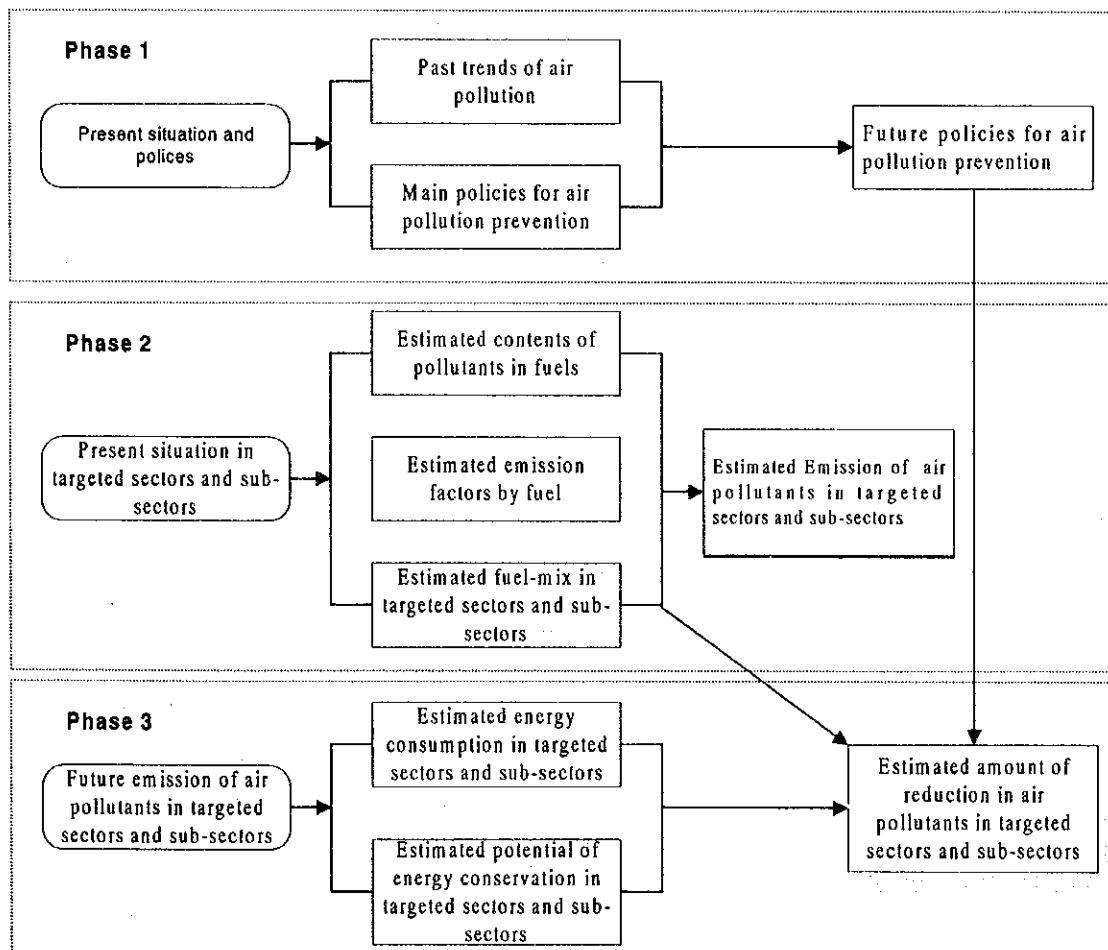 Phase 1
Past trends of air
pollution
Present situation and
polices
Main policies for air
pollution prevention
Future policies for air
pollution prevention
Phase 2
Estimated contents of
pollutants in fuels
Present situation in
targeted sectors and sub-
sectors
Estimated emission
factors by fuel
Estimated fuel-mix in
targeted sectors and sub-
sectors
Estimated Emission of air
pollutants in targeted
sectors and sub-sectors
Phase 3
Estimated energy
consumption in targeted
sectors and sub-sectors
Future emission of air
pollutants in targeted
sectors and sub-sectors
Estimated potential of
energy conservation in
targeted sectors and sub-
sectors
Estimated amount of
reduction in air
pollutants in targeted
sectors and sub-sectors